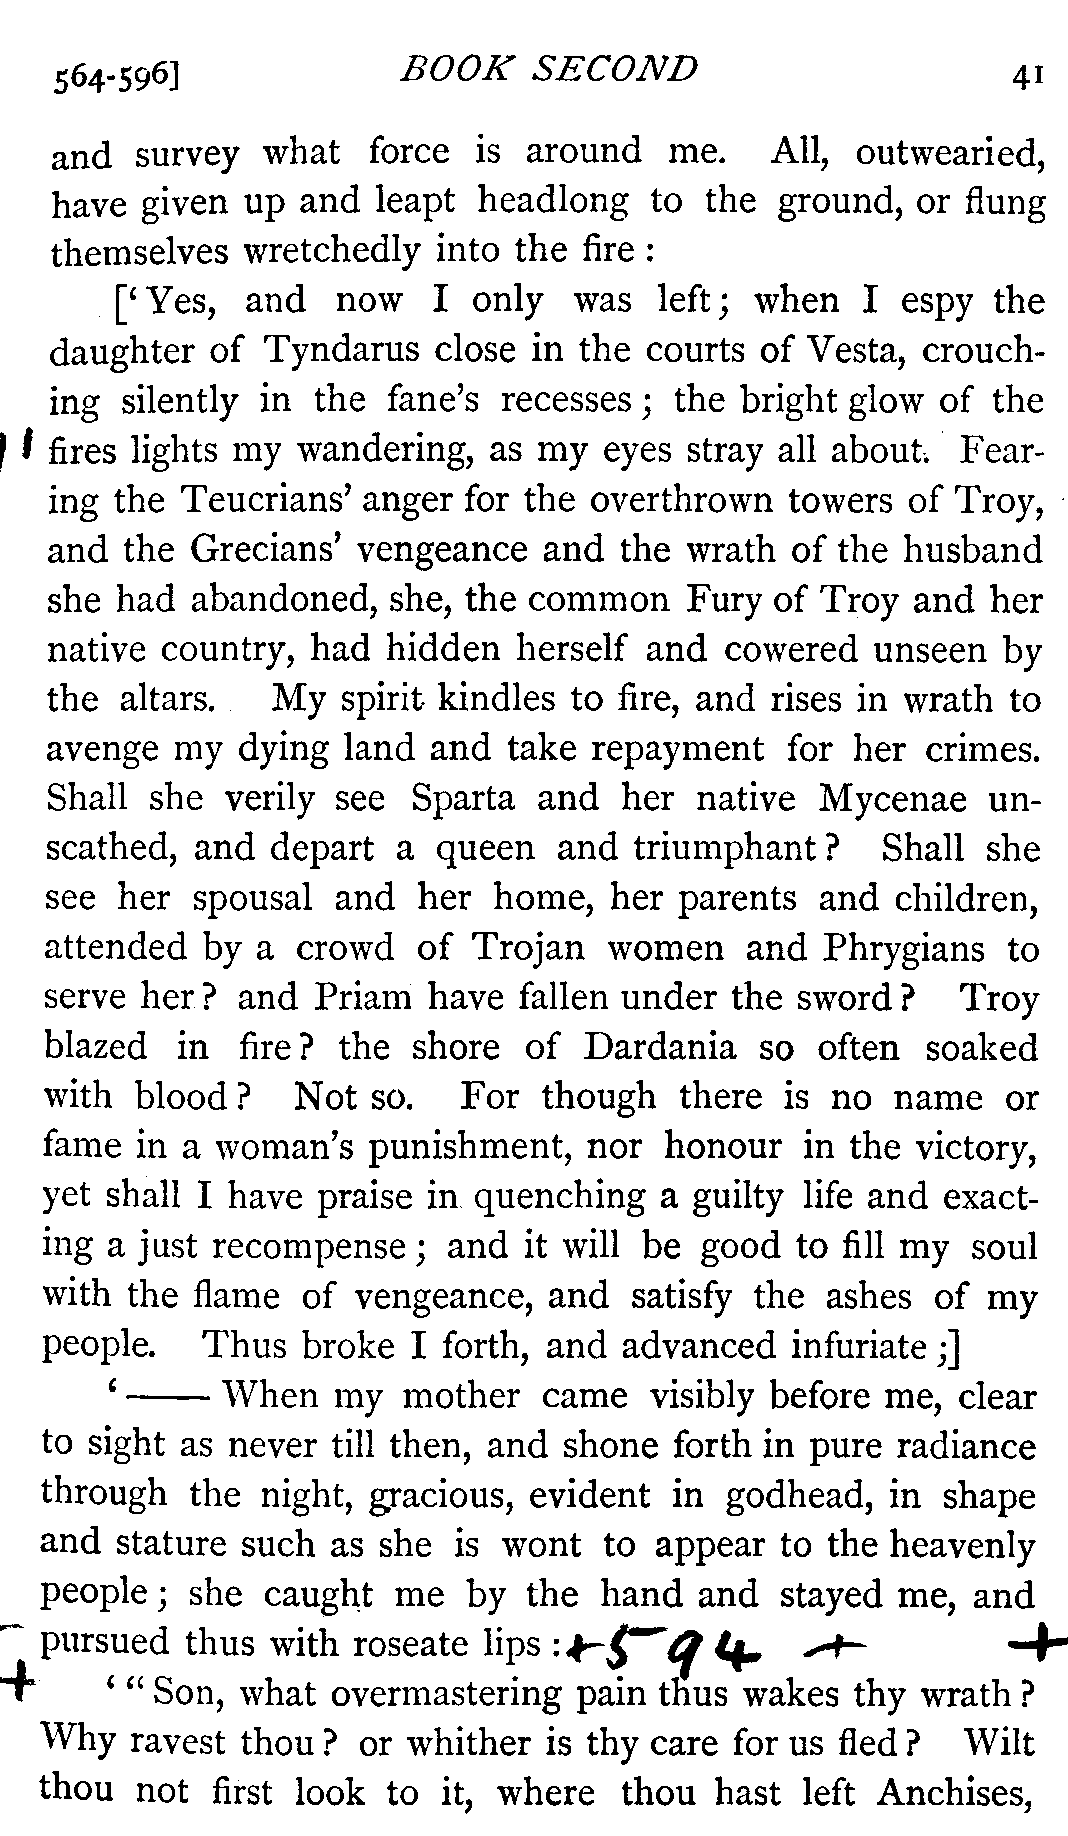 564-596] BOOK SECOND 41
and survey what force is around me. All, outwearied,
have given up and leapt headlong to the ground, or flung
themselves wretchedly into the fire :
[‘Yes, and now I only was left; when I espy the
daughter of Tyndarus close in the courts of Vesta, crouch-
ing silently in the fane’s recesses; the bright glow of the
fires lights my wandering, as my eyes stray all about. Fear-
ing the Teucrians’ anger for the overthrown towers of Troy,
and the Grecians’ vengeance and the wrath of the husband
she had abandoned, she, the common Fury of Troy and her
native country, had hidden herself and cowered unseen by
the altars. My spirit kindles to fire, and rises in wrath to
avenge my dying land and take repayment for her crimes.
Shall she verily see Sparta and her native Mycenae un-
scathed, and depart a queen and triumphant? Shall she
see her spousal and her home, her parents and children,
attended by a crowd of Trojan women and Phrygians to
serve her? and Priam have fallen under the sword? Troy
blazed in fire? the shore of Dardania so often soaked
with blood? Not so. For though there is no name or
fame in a woman’s punishment, nor honour in the victory,
yet shall I have praise in quenching a guilty life and exact-
ing a just recompense; and it will be good to fill my soul
with the flame of vengeance, and satisfy the ashes of my
people. Thus broke I forth, and advanced infuriate;]
‘—— When my mother came visibly before me, clear
to sight as never till then, and shone forth in pure radiance
through the night, gracious, evident in godhead, in shape
and stature such as she is wont to appear to the heavenly
people; she caught me by the hand and stayed me, and
pursued thus with roseate lips : + 594 + +
+ ‘“Son, what overmastering pain thus wakes thy wrath?
Why ravest thou? or whither is thy care for us fled? Wilt
thou not first look to it, where thou hast left Anchises,